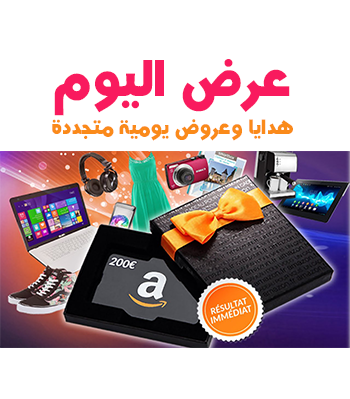 عرض اليوم
هدايا وعروض يومية متجددة
200€
a
RÉSULTAT
IMMÉDIAT